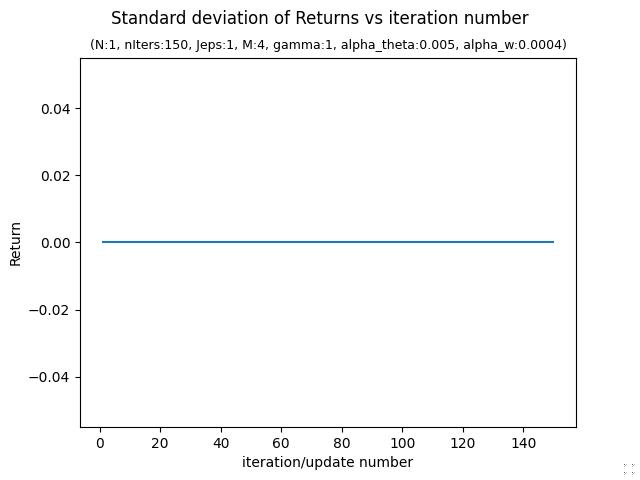 Standard deviation of Returns vs iteration number
(N:1, nIters:150, Jeps:1, M:4, gamma:1, alpha_theta:0.005, alpha_w:0.0004)
0.04
0.02
0.00
−0.02
−0.04
Return
0 20 40 60 80 100 120 140
iteration/update number